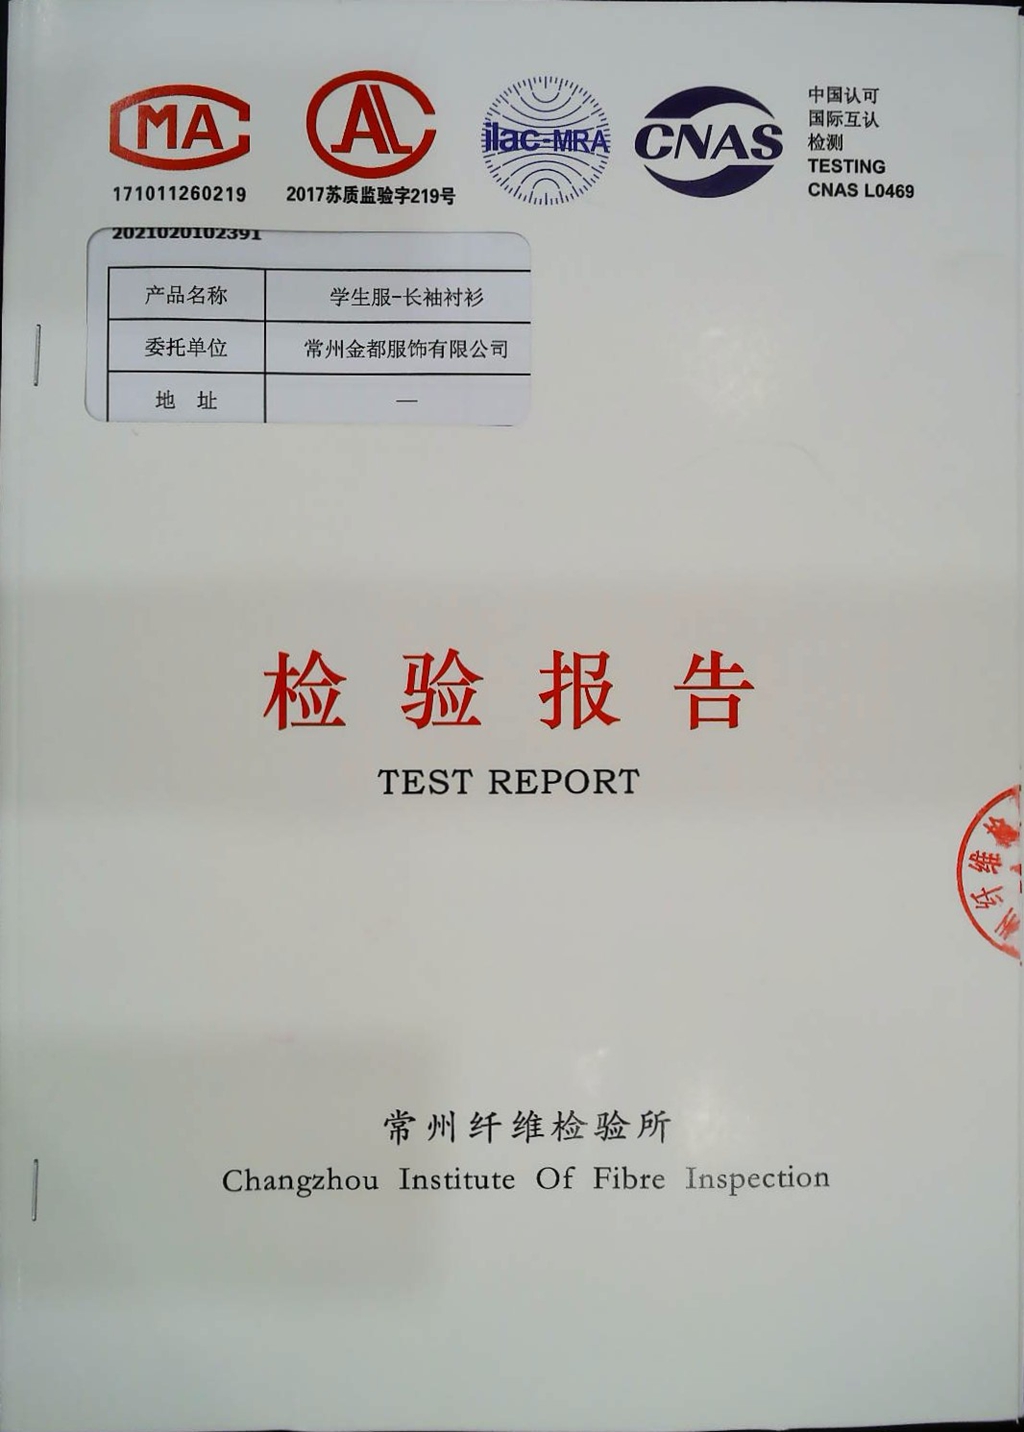 MA
171011260219
AL
2017苏质监验字219号
ilac-MRA
CNAS
中国认可
国际互认
检测
TESTING
CNAS L0469
2021020102391
产品名称 学生服-长袖衬衫
委托单位 常州金都服饰有限公司
地 址 —
检验报告
TEST REPORT
州纤维
常州纤维检验所
Changzhou Institute Of Fibre Inspection